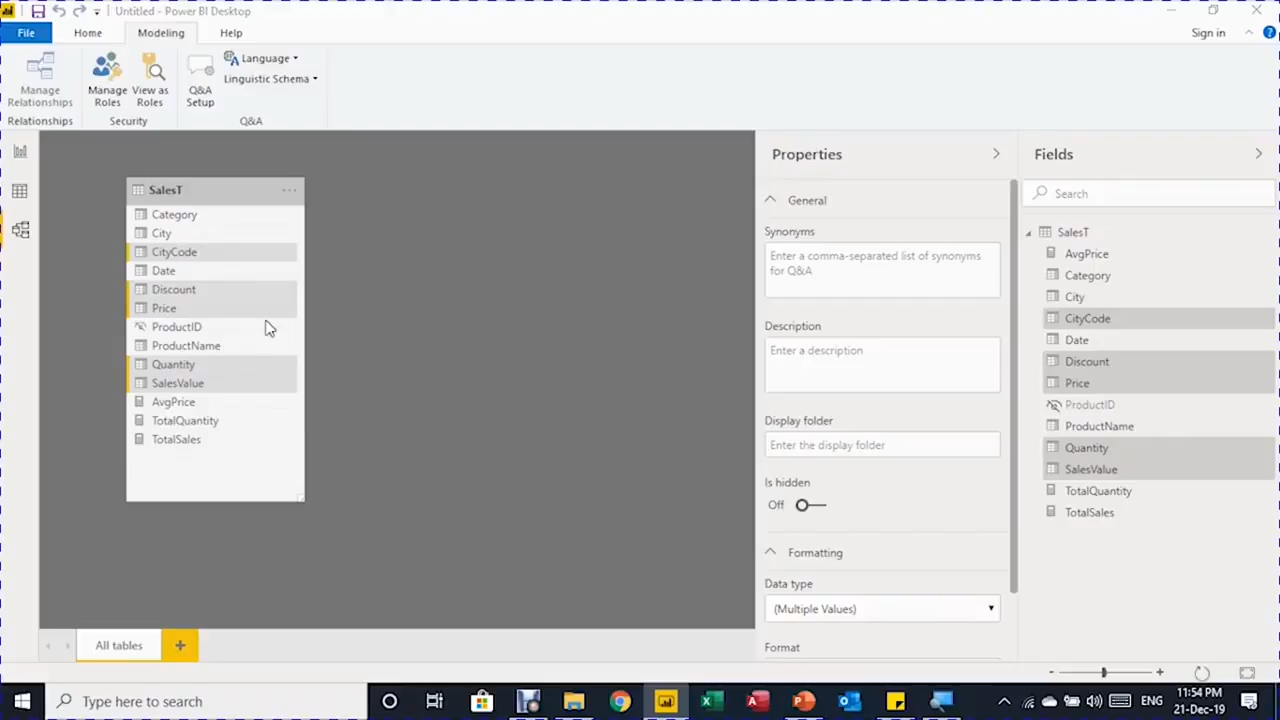 Untitled - Power BI Desktop
File
Home
Modeling
Help
Sign in
Manage
Relationships
Manage
Roles
View as
Roles
Q&A
Setup
Language
Linguistic Schema
Relationships
Security
Q&A
SalesT
Category
City
CityCode
Date
Discount
Price
ProductID
ProductName
Quantity
SalesValue
AvgPrice
TotalQuantity
TotalSales
All tables
Properties
General
Synonyms
Enter a comma-separated list of synonyms
for Q&A
Description
Enter a description
Display folder
Enter the display folder
Is hidden
Off
Formatting
Data type
(Multiple Values)
Format
Fields
Search
SalesT
AvgPrice
Category
City
CityCode
Date
Discount
Price
ProductID
ProductName
Quantity
SalesValue
TotalQuantity
TotalSales
Type here to search
ENG
11:54 PM
21-Dec-19